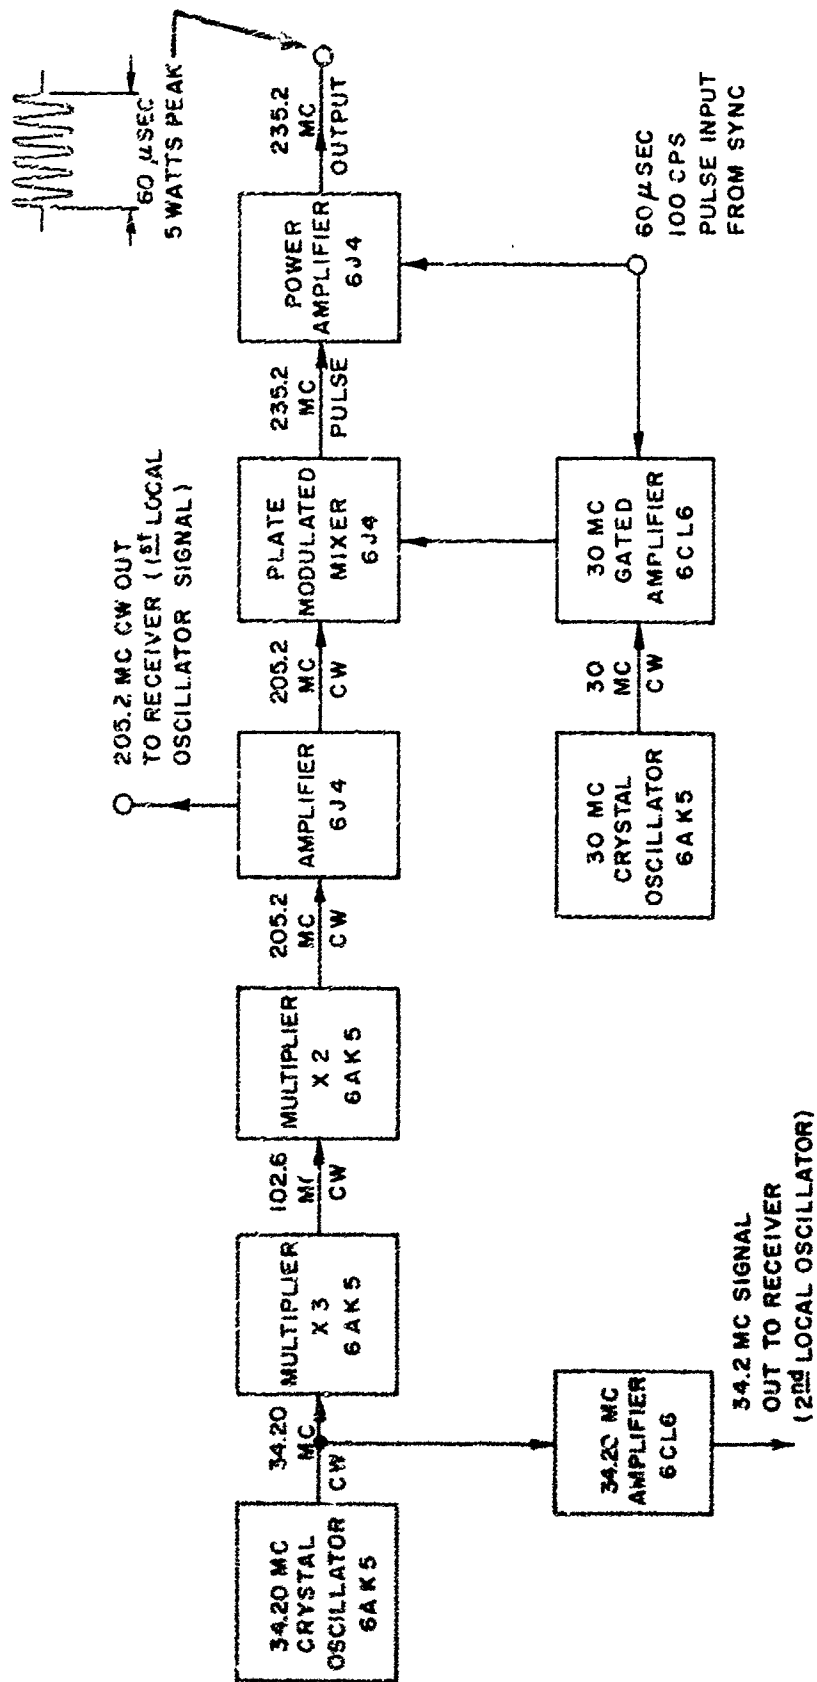 34.20 MC
CRYSTAL
OSCILLATOR
6AK5
34.20
MC
CW
MULTIPLIER
X3
6AK5
102.6
MC
CW
MULTIPLIER
X2
6AK5
205.2
MC
CW
AMPLIFIER
6J4
205.2 MC CW OUT
TO RECEIVER (1st LOCAL
OSCILLATOR SIGNAL)
205.2
MC
CW
PLATE
MODULATED
MIXER
6J4
235.2
MC
PULSE
POWER
AMPLIFIER
6J4
235.2
MC
OUTPUT
60 µSEC
5 WATTS PEAK
34.20 MC
AMPLIFIER
6CL6
34.2 MC SIGNAL
OUT TO RECEIVER
(2nd LOCAL OSCILLATOR)
30 MC
CRYSTAL
OSCILLATOR
6AK5
30
MC
CW
30 MC
GATED
AMPLIFIER
6CL6
60µSEC
100 CPS
PULSE INPUT
FROM SYNC